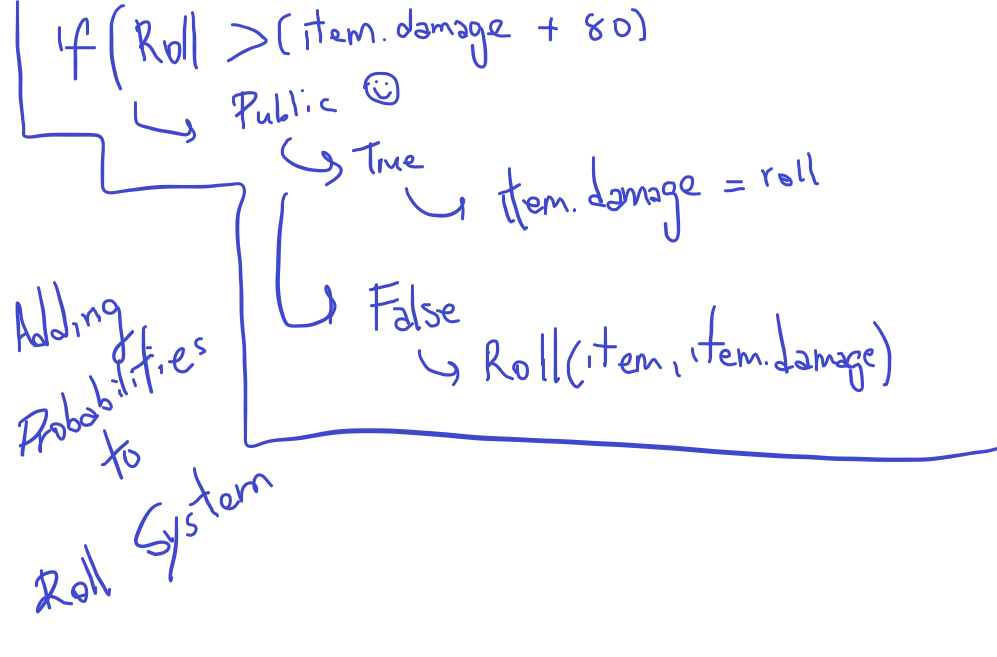 if (Roll > (item.damage + 80)
Public
True
Item.damage = roll
False
Roll(item, item.damage)
Adding
Probabilities
to
Roll System